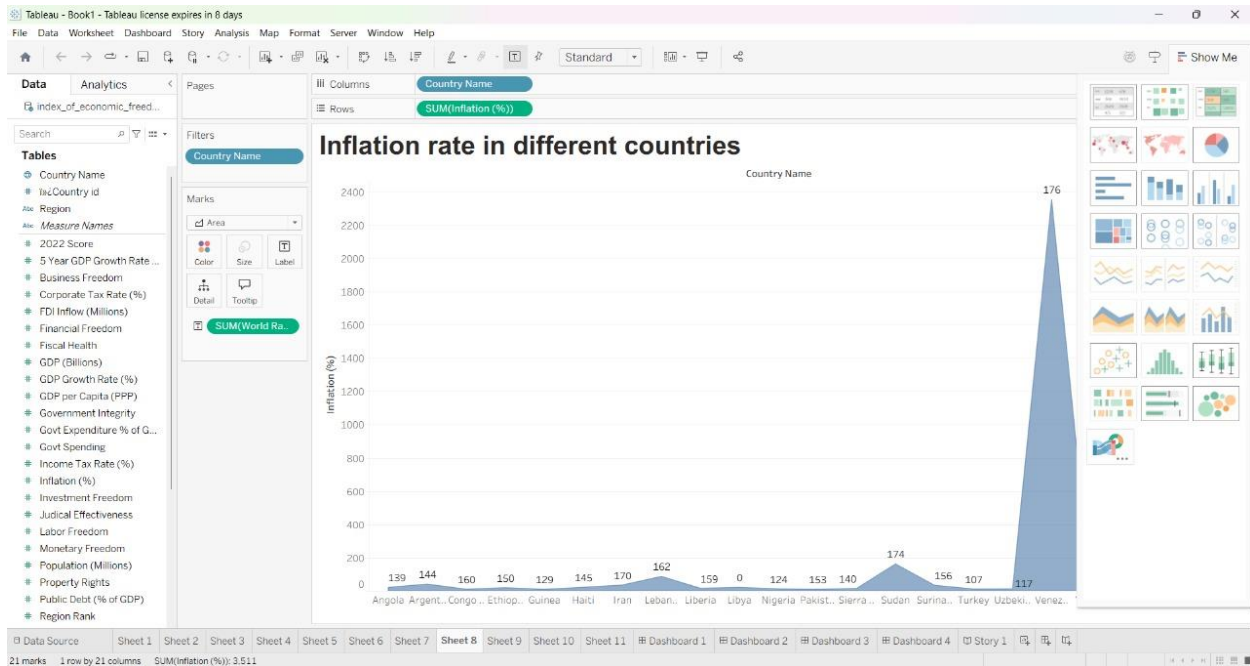 Tableau - Book1 - Tableau license expires in 8 days
File Data Worksheet Dashboard Story Analysis Map Format Server Window Help
Standard
Show Me
Data Analytics
index_of_economic_freed...
Search
Tables
Country Name
ï»¿Country id
Abc Region
Abc Measure Names
# 2022 Score
# 5 Year GDP Growth Rate ...
# Business Freedom
# Corporate Tax Rate (%)
# FDI Inflow (Millions)
# Financial Freedom
# Fiscal Health
# GDP (Billions)
# GDP Growth Rate (%)
# GDP per Capita (PPP)
# Government Integrity
# Govt Expenditure % of G...
# Govt Spending
# Income Tax Rate (%)
# Inflation (%)
# Investment Freedom
# Judical Effectiveness
# Labor Freedom
# Monetary Freedom
# Population (Millions)
# Property Rights
# Public Debt (% of GDP)
# Region Rank
Pages
Filters
Country Name
Marks
Area
Color Size Label
Detail Tooltip
SUM(World Ra..
Columns Country Name
Rows SUM(Inflation (%))
Inflation rate in different countries
Country Name
Inflation (%)
2400
2200
2000
1800
1600
1400
1200
1000
800
600
400
200
0
139 144 160 150 129 145 170 162 159 0 124 153 140 174 156 107 117 176
Angola Argent.. Congo .. Ethiop.. Guinea Haiti Iran Leban.. Liberia Libya Nigeria Pakist.. Sierra .. Sudan Surina.. Turkey Uzbeki.. Venez..
Data Source Sheet 1 Sheet 2 Sheet 3 Sheet 4 Sheet 5 Sheet 6 Sheet 7 Sheet 8 Sheet 9 Sheet 10 Sheet 11 Dashboard 1 Dashboard 2 Dashboard 3 Dashboard 4 Story 1
21 marks 1 row by 21 columns SUM(Inflation (%)): 3,511